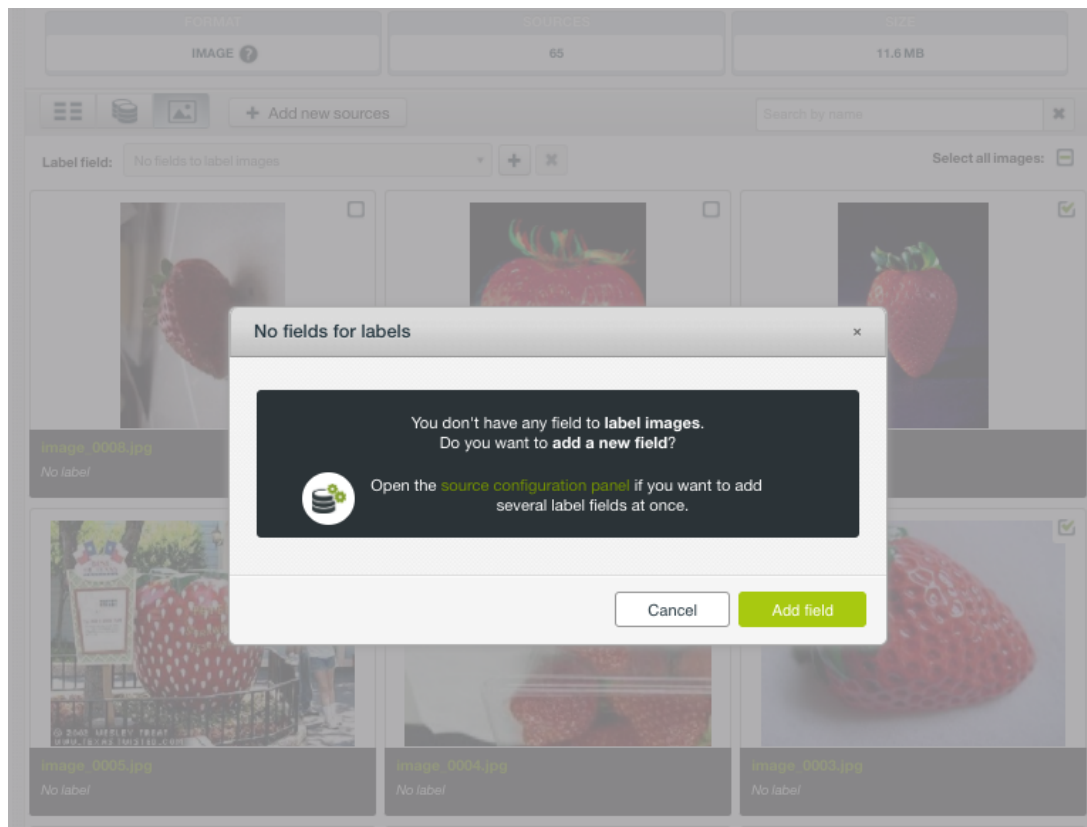 FORMAT
SOURCES
SIZE
IMAGE ?
65
11.6 MB
+ Add new sources
Search by name
Label field:
No fields to label images
Select all images:
No fields for labels
You don't have any field to label images.
Do you want to add a new field?
Open the source configuration panel if you want to add
several label fields at once.
Cancel
Add field
image_0008.jpg
No label
image_0005.jpg
No label
image_0004.jpg
No label
image_0003.jpg
No label